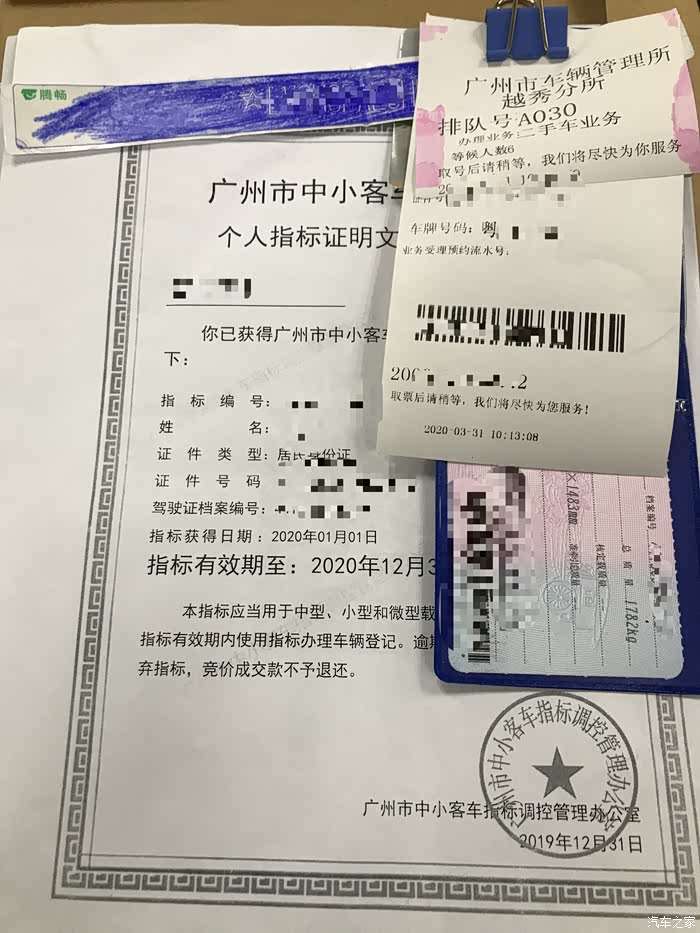 腾畅
广州市车辆管理所
越秀分所
排队号A030
办理业务:二手车业务
等候人数6
取号后请稍等，我们将尽快为你服务
车牌号码：粤
业务受理预约流水号：
取票后请稍等，我们将尽快为您服务!
2020-03-31 10:13:08
广州市中小客
个人指标证明文
你已获得广州市中小客
下：
指标编号：
姓名：
证件类型：居民身份证
证件号码
驾驶证档案编号：
指标获得日期：2020年01月01日
指标有效期至：2020年12月3
本指标应当用于中型、小型和微型载
指标有效期内使用指标办理车辆登记。逾
弃指标，竞价成交款不予退还。
档案编号
总质量 1782kg
核定载质量
准牵引总质量
×1483
广州市中小客车指标调控管理办公室
广州市中小客车指标调控管理办公室
2019年12月31日
汽车之家